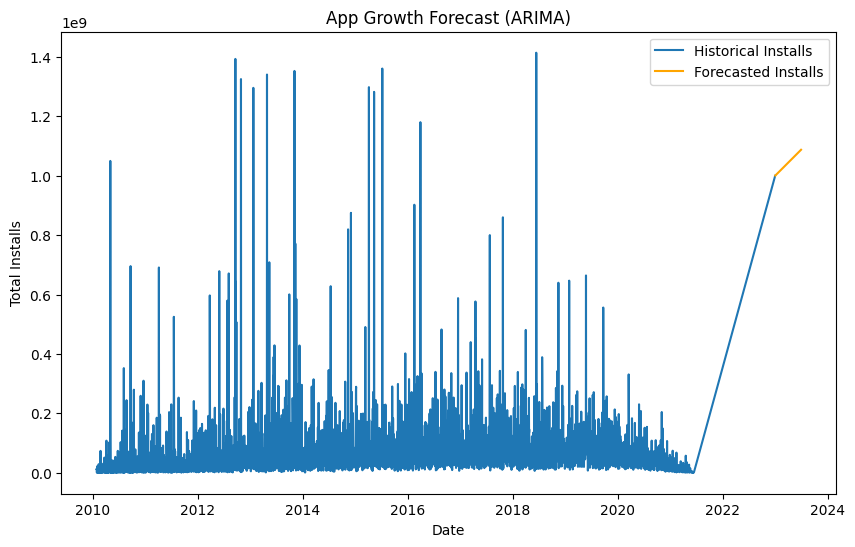 App Growth Forecast (ARIMA)
1e9
Historical Installs
Forecasted Installs
1.4
1.2
1.0
0.8
0.6
0.4
0.2
0.0
Total Installs
2010 2012 2014 2016 2018 2020 2022 2024
Date